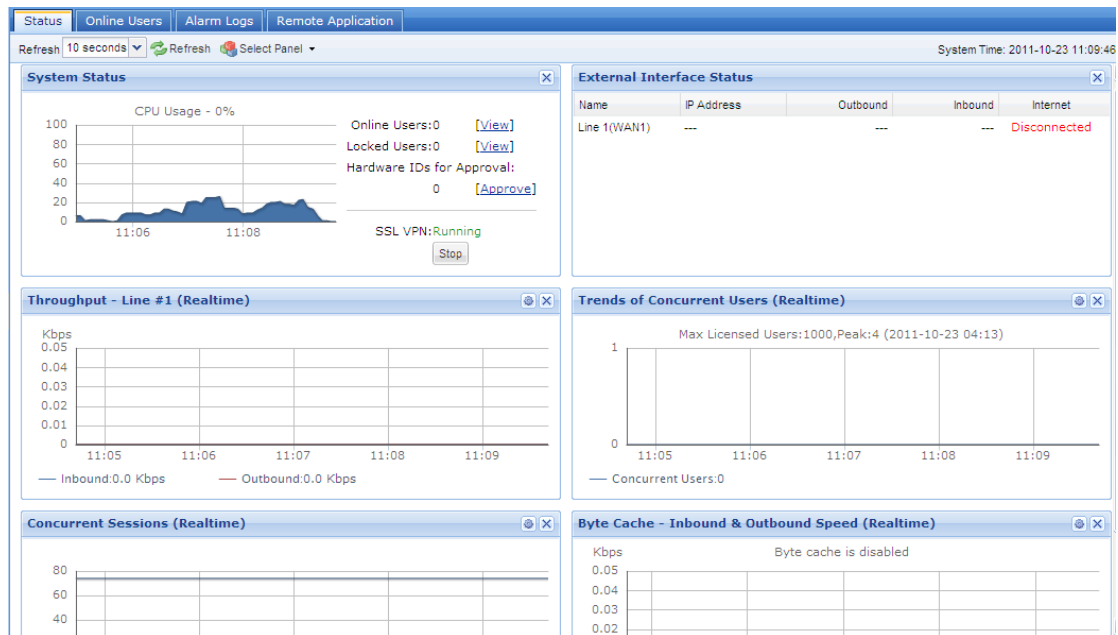 Status Online Users Alarm Logs Remote Application
Refresh 10 seconds Refresh Select Panel System Time: 2011-10-23 11:09:46
System Status
CPU Usage - 0%
100
80
60
40
20
0
11:06 11:08
Online Users:0 [View]
Locked Users:0 [View]
Hardware IDs for Approval:
0 [Approve]
SSL VPN:Running
Stop
External Interface Status
Name IP Address Outbound Inbound Internet
Line 1(WAN1) --- --- --- Disconnected
Throughput - Line #1 (Realtime)
Kbps
0.05
0.04
0.03
0.02
0.01
0
11:05 11:06 11:07 11:08 11:09
Inbound:0.0 Kbps Outbound:0.0 Kbps
Trends of Concurrent Users (Realtime)
Max Licensed Users:1000,Peak:4 (2011-10-23 04:13)
1
0
11:05 11:06 11:07 11:08 11:09
Concurrent Users:0
Concurrent Sessions (Realtime)
80
60
40
Byte Cache - Inbound & Outbound Speed (Realtime)
Kbps Byte cache is disabled
0.05
0.04
0.03
0.02